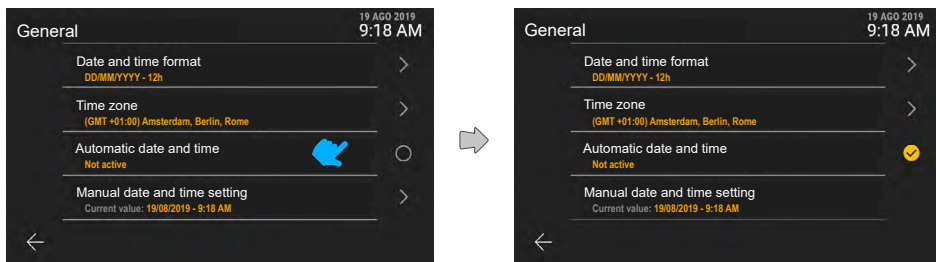 General
19 AGO 2019
9:18 AM
Date and time format
DD/MM/YYYY - 12h
Time zone
(GMT +01:00) Amsterdam, Berlin, Rome
Automatic date and time
Not active
Manual date and time setting
Current value: 19/08/2019 - 9:18 AM
General
19 AGO 2019
9:18 AM
Date and time format
DD/MM/YYYY - 12h
Time zone
(GMT +01:00) Amsterdam, Berlin, Rome
Automatic date and time
Not active
Manual date and time setting
Current value: 19/08/2019 - 9:18 AM